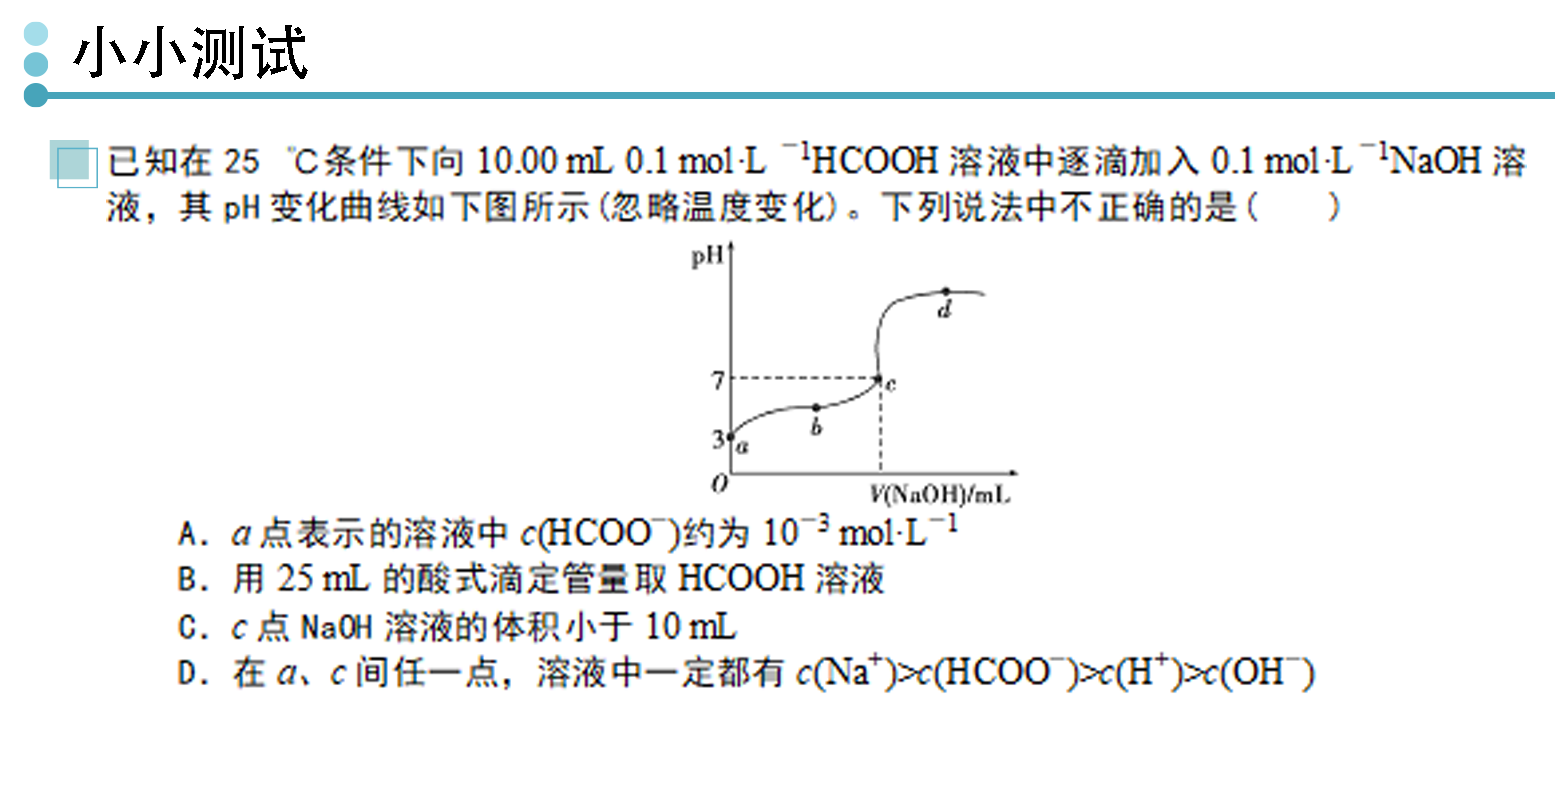 小小测试
已知在 25 ℃条件下向 10.00 mL 0.1 mol·L ⁻¹HCOOH 溶液中逐滴加入 0.1 mol·L ⁻¹NaOH 溶
液，其 pH 变化曲线如下图所示(忽略温度变化)。下列说法中不正确的是(　　)
pH
d
7
c
b
3
a
O
V(NaOH)/mL
A. a 点表示的溶液中 c(HCOO⁻)约为 10⁻³ mol·L⁻¹
B. 用 25 mL 的酸式滴定管量取 HCOOH 溶液
C. c 点 NaOH 溶液的体积小于 10 mL
D. 在 a、c 间任一点，溶液中一定都有 c(Na⁺)>c(HCOO⁻)>c(H⁺)>c(OH⁻)